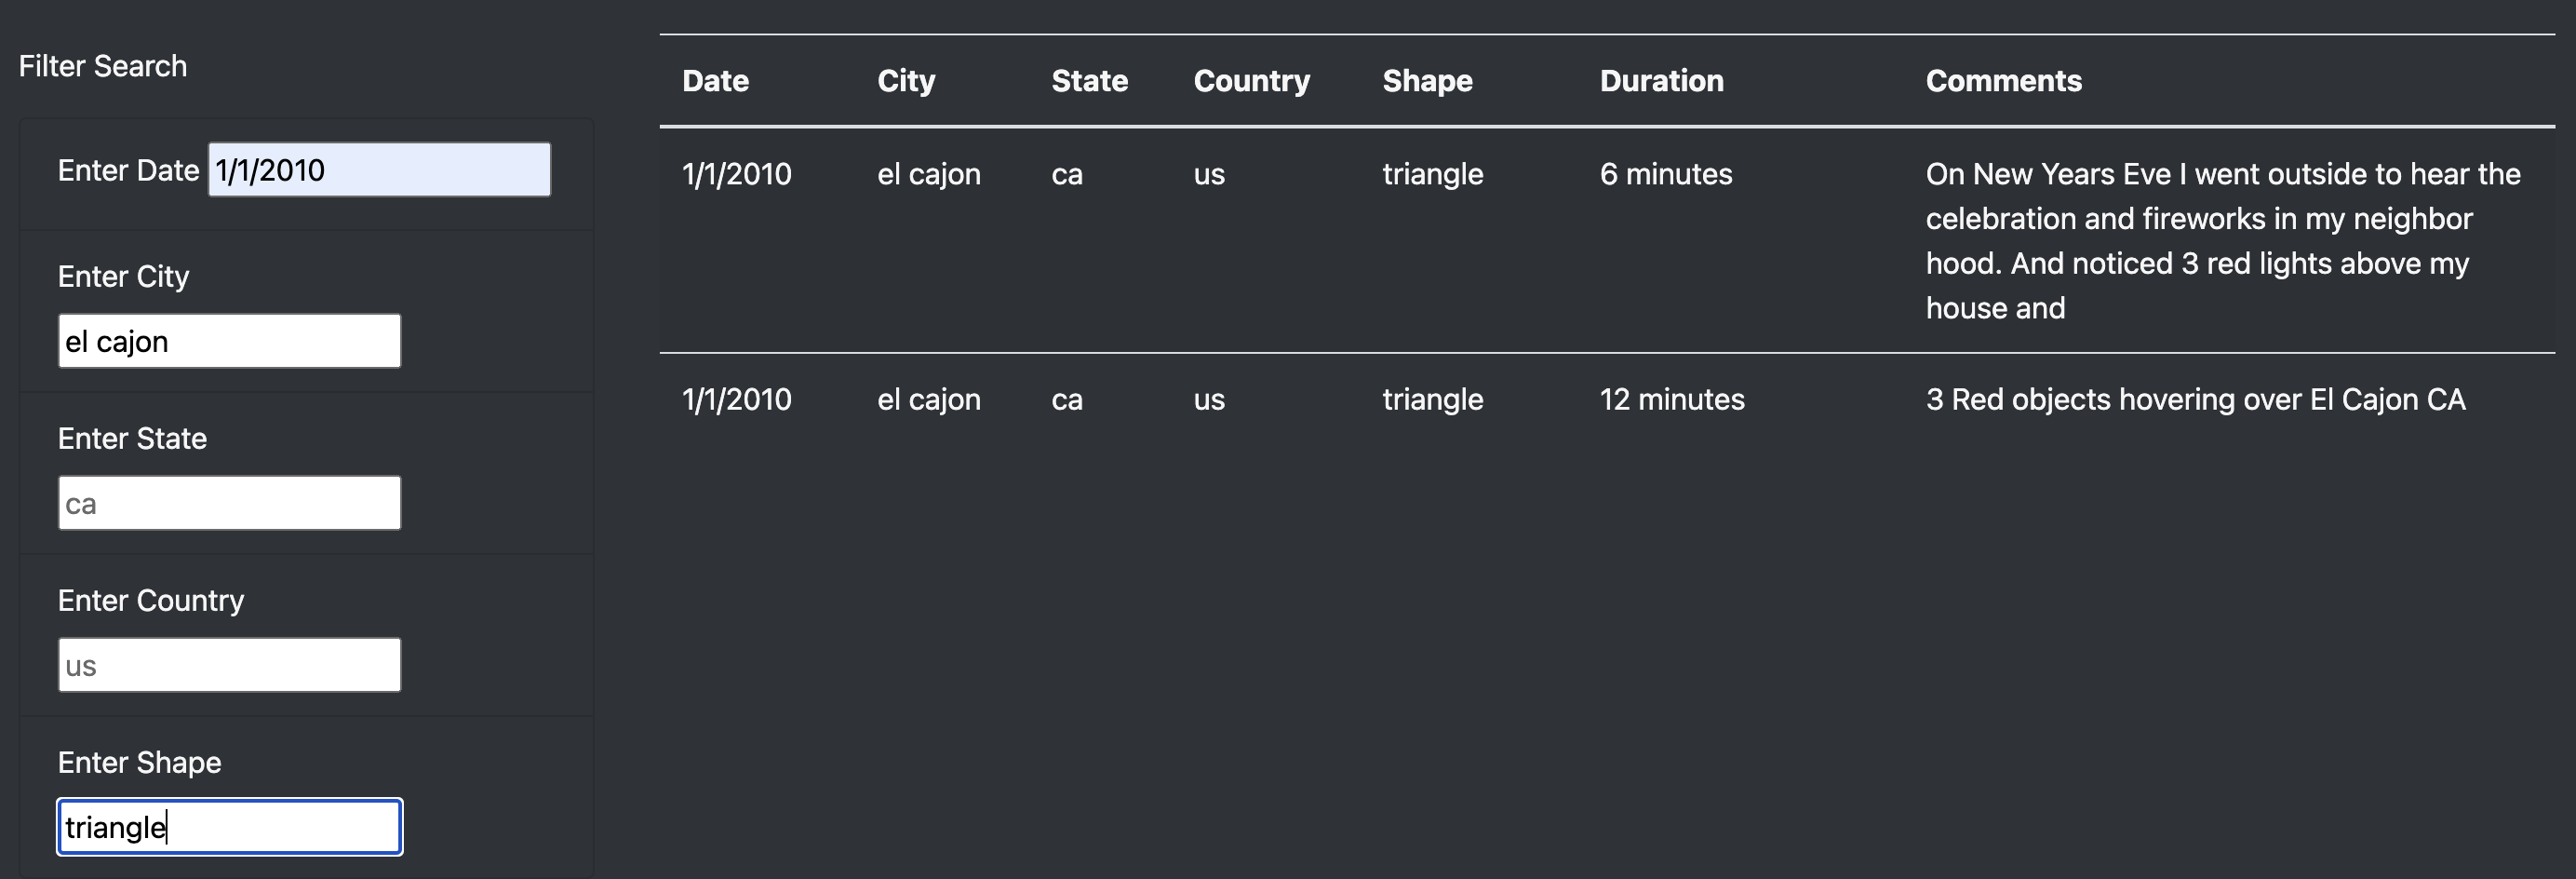 Filter Search
Enter Date 1/1/2010
Enter City
el cajon
Enter State
ca
Enter Country
us
Enter Shape
triangle
Date City State Country Shape Duration Comments
1/1/2010 el cajon ca us triangle 6 minutes On New Years Eve I went outside to hear the
celebration and fireworks in my neighbor
hood. And noticed 3 red lights above my
house and
1/1/2010 el cajon ca us triangle 12 minutes 3 Red objects hovering over El Cajon CA